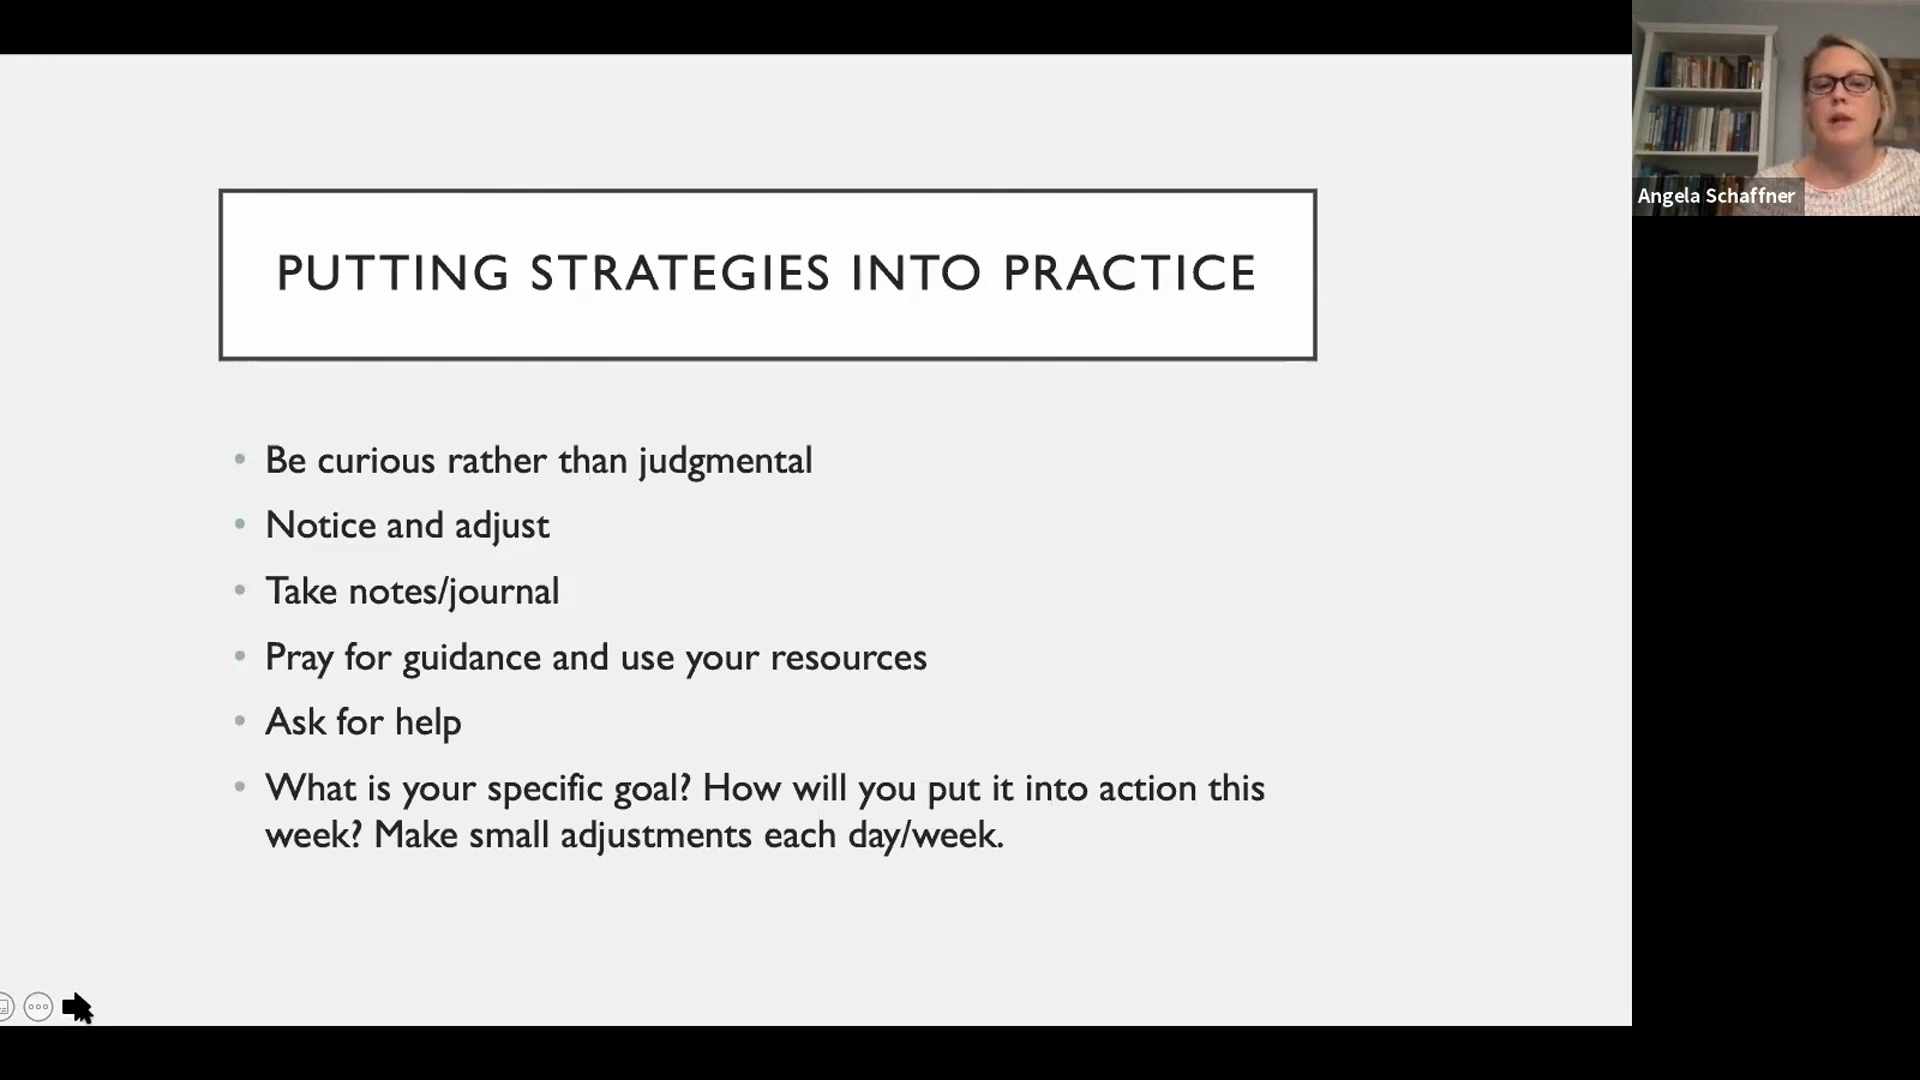 PUTTING STRATEGIES INTO PRACTICE
• Be curious rather than judgmental
• Notice and adjust
• Take notes/journal
• Pray for guidance and use your resources
• Ask for help
• What is your specific goal? How will you put it into action this
week? Make small adjustments each day/week.
Angela Schaffner